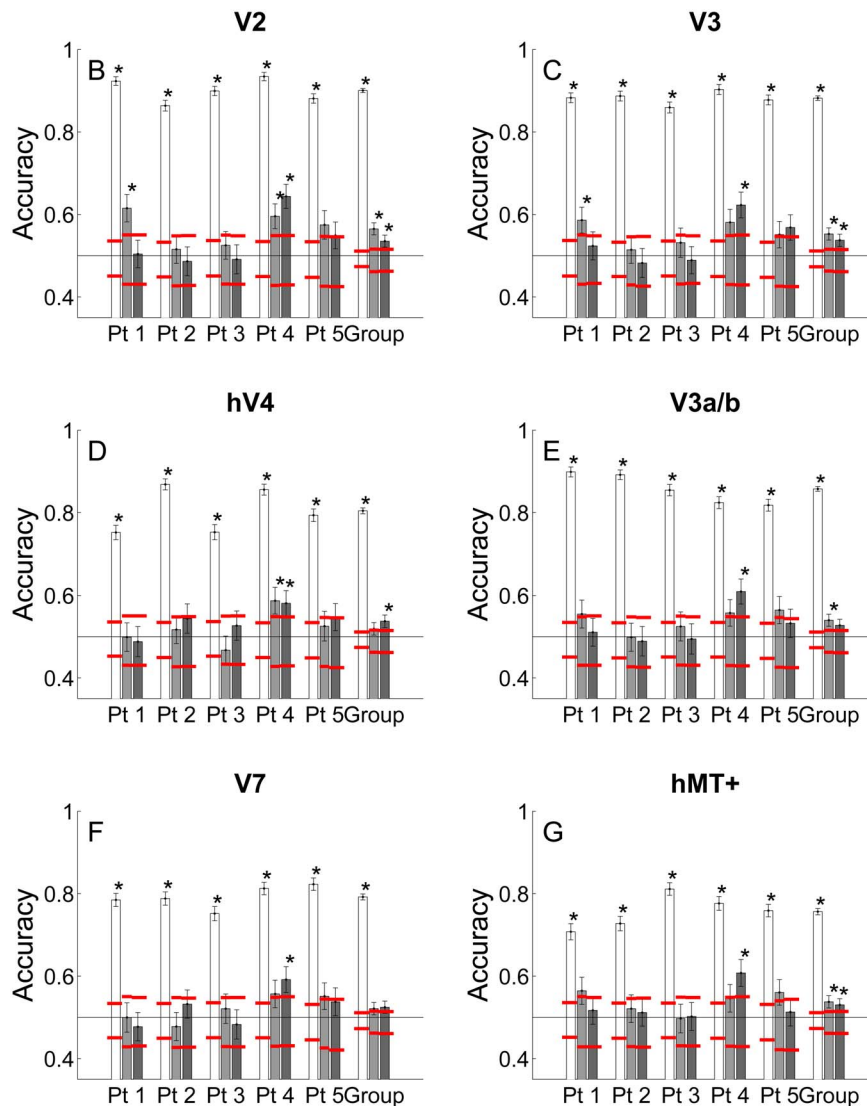 V2
B
* * * * * *
* * * * *
Accuracy
1
0.8
0.6
0.4
Pt 1 Pt 2 Pt 3 Pt 4 Pt 5Group
V3
C
* * * * * *
* * * *
Accuracy
1
0.8
0.6
0.4
Pt 1 Pt 2 Pt 3 Pt 4 Pt 5Group
hV4
D
* * * * * *
* * *
Accuracy
1
0.8
0.6
0.4
Pt 1 Pt 2 Pt 3 Pt 4 Pt 5Group
V3a/b
E
* * * * * *
* *
Accuracy
1
0.8
0.6
0.4
Pt 1 Pt 2 Pt 3 Pt 4 Pt 5Group
V7
F
* * * * * *
*
Accuracy
1
0.8
0.6
0.4
Pt 1 Pt 2 Pt 3 Pt 4 Pt 5Group
hMT+
G
* * * * * *
* * *
Accuracy
1
0.8
0.6
0.4
Pt 1 Pt 2 Pt 3 Pt 4 Pt 5Group